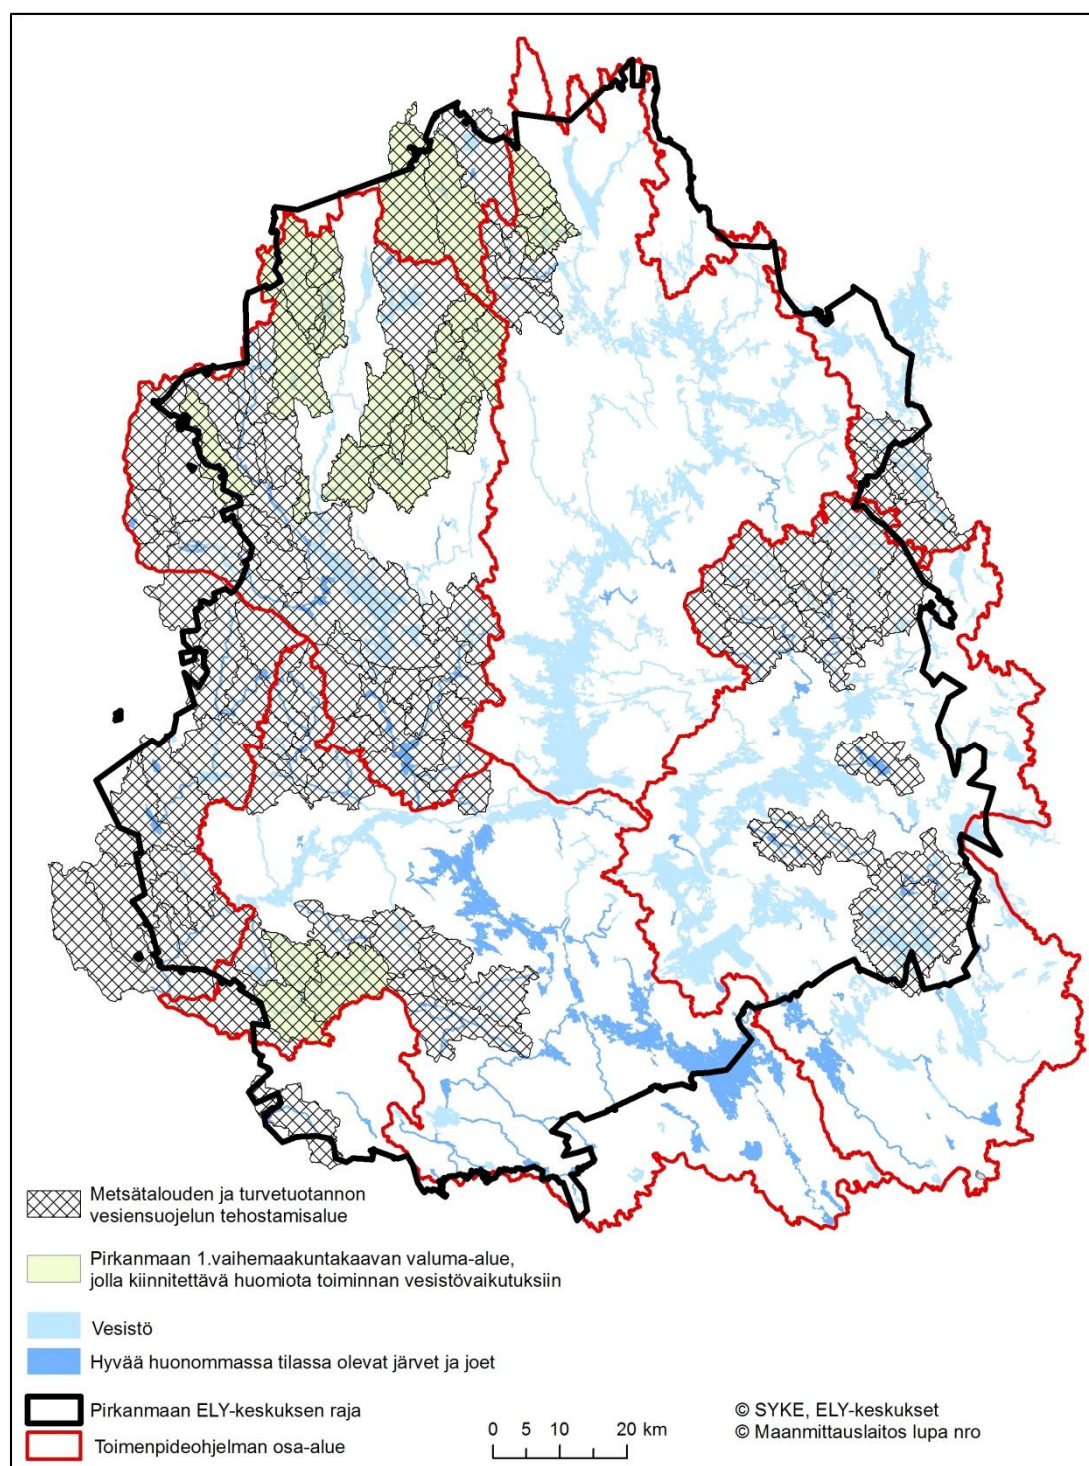 Metsätalouden ja turvetuotannon
vesiensuojelun tehostamisalue
Pirkanmaan 1.vaihemaakuntakaavan valuma-alue,
jolla kiinnitettävä huomiota toiminnan vesistövaikutuksiin
Vesistö
Hyvää huonommassa tilassa olevat järvet ja joet
Pirkanmaan ELY-keskuksen raja
Toimenpideohjelman osa-alue
0 5 10 20 km
© SYKE, ELY-keskukset
© Maanmittauslaitos lupa nro